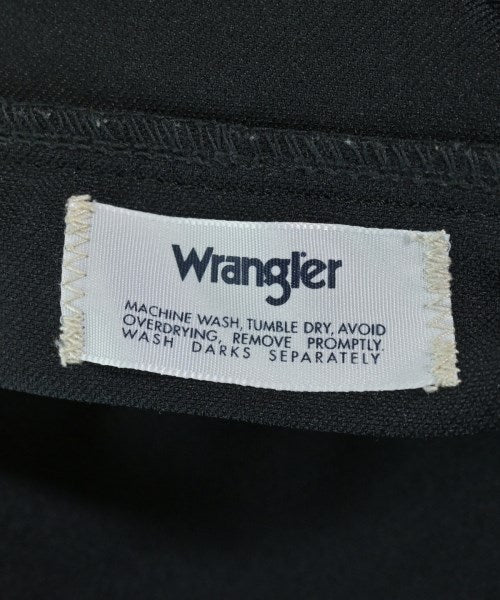 Wrangler
MACHINE WASH, TUMBLE DRY, AVOID
OVERDRYING, REMOVE PROMPTLY,
WASH DARKS SEPARATELY